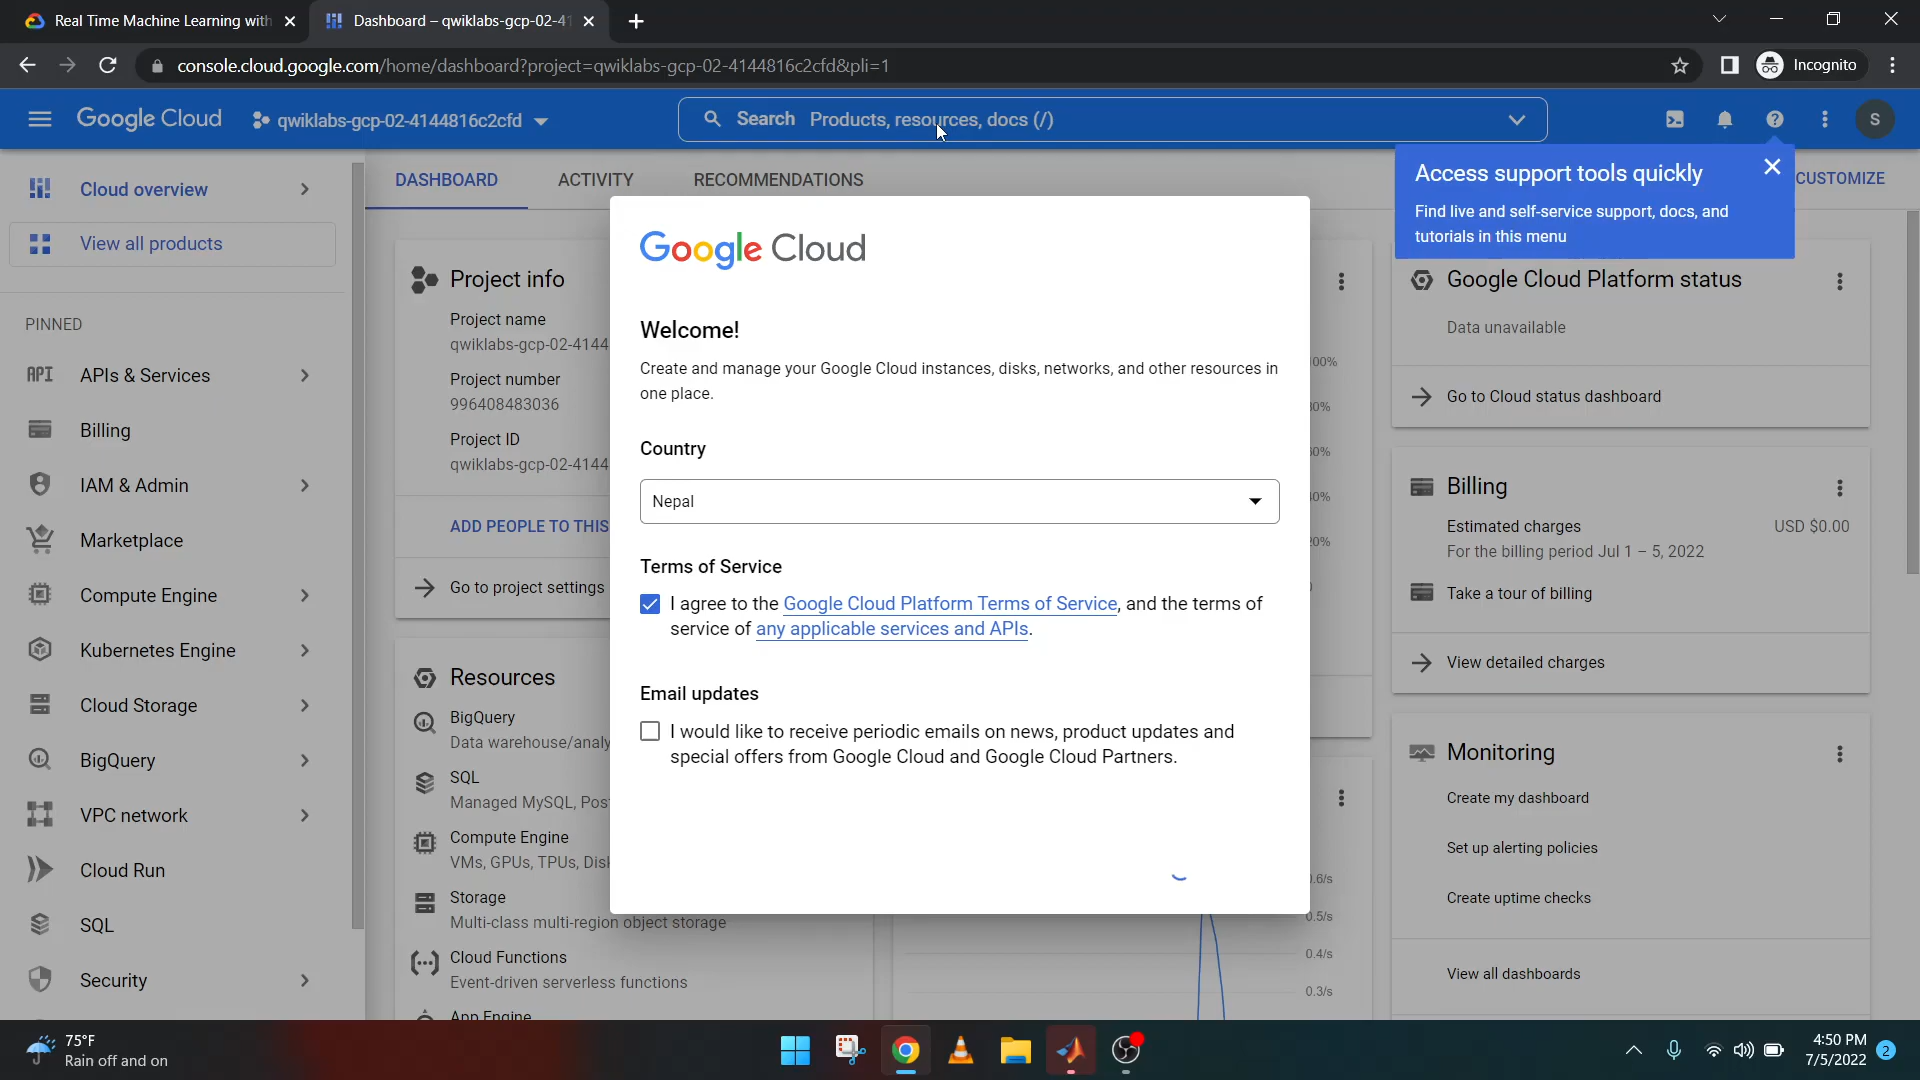 Real Time Machine Learning with
Dashboard – qwiklabs-gcp-02-41
console.cloud.google.com/home/dashboard?project=qwiklabs-gcp-02-4144816c2cfd&pli=1
Incognito
Google Cloud
qwiklabs-gcp-02-4144816c2cfd
Search Products, resources, docs (/)
S
Cloud overview
View all products
PINNED
API
APIs & Services
Billing
IAM & Admin
Marketplace
Compute Engine
Kubernetes Engine
Cloud Storage
BigQuery
VPC network
Cloud Run
SQL
Security
DASHBOARD
ACTIVITY
RECOMMENDATIONS
CUSTOMIZE
Access support tools quickly
Find live and self-service support, docs, and
tutorials in this menu
Project info
Project name
qwiklabs-gcp-02-4144
Project number
996408483036
Project ID
qwiklabs-gcp-02-4144
ADD PEOPLE TO THIS
Go to project settings
Resources
BigQuery
Data warehouse/analy
SQL
Managed MySQL, Pos
Compute Engine
VMs, GPUs, TPUs, Dis
Storage
Multi-class multi-region object storage
Cloud Functions
Event-driven serverless functions
App Engine
Google Cloud
Welcome!
Create and manage your Google Cloud instances, disks, networks, and other resources in
one place.
Country
Nepal
Terms of Service
I agree to the Google Cloud Platform Terms of Service, and the terms of
service of any applicable services and APIs.
Email updates
I would like to receive periodic emails on news, product updates and
special offers from Google Cloud and Google Cloud Partners.
0.5/s
0.4/s
0.3/s
Google Cloud Platform status
Data unavailable
Go to Cloud status dashboard
Billing
Estimated charges
USD $0.00
For the billing period Jul 1 – 5, 2022
Take a tour of billing
View detailed charges
Monitoring
Create my dashboard
Set up alerting policies
Create uptime checks
View all dashboards
75°F
Rain off and on
4:50 PM
7/5/2022
2